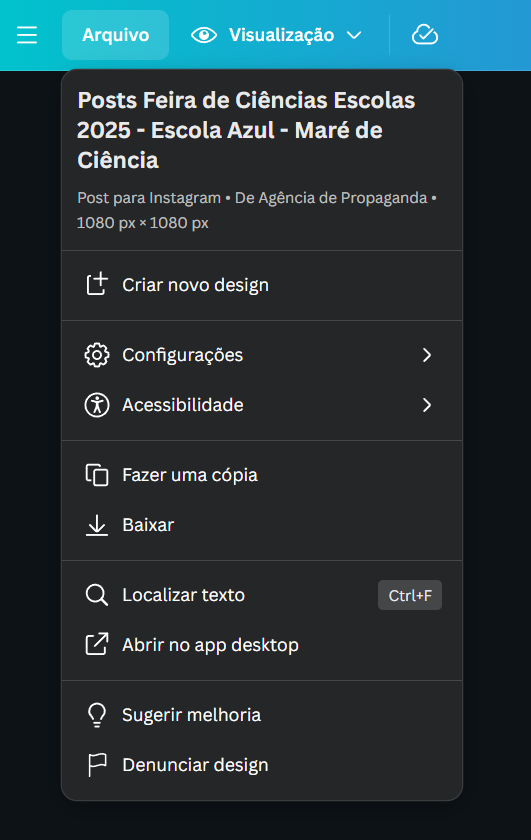 Arquivo
Visualização
Posts Feira de Ciências Escolas
2025 - Escola Azul - Maré de
Ciência
Post para Instagram • De Agência de Propaganda •
1080 px × 1080 px
Criar novo design
Configurações
Acessibilidade
Fazer uma cópia
Baixar
Localizar texto
Ctrl+F
Abrir no app desktop
Sugerir melhoria
Denunciar design